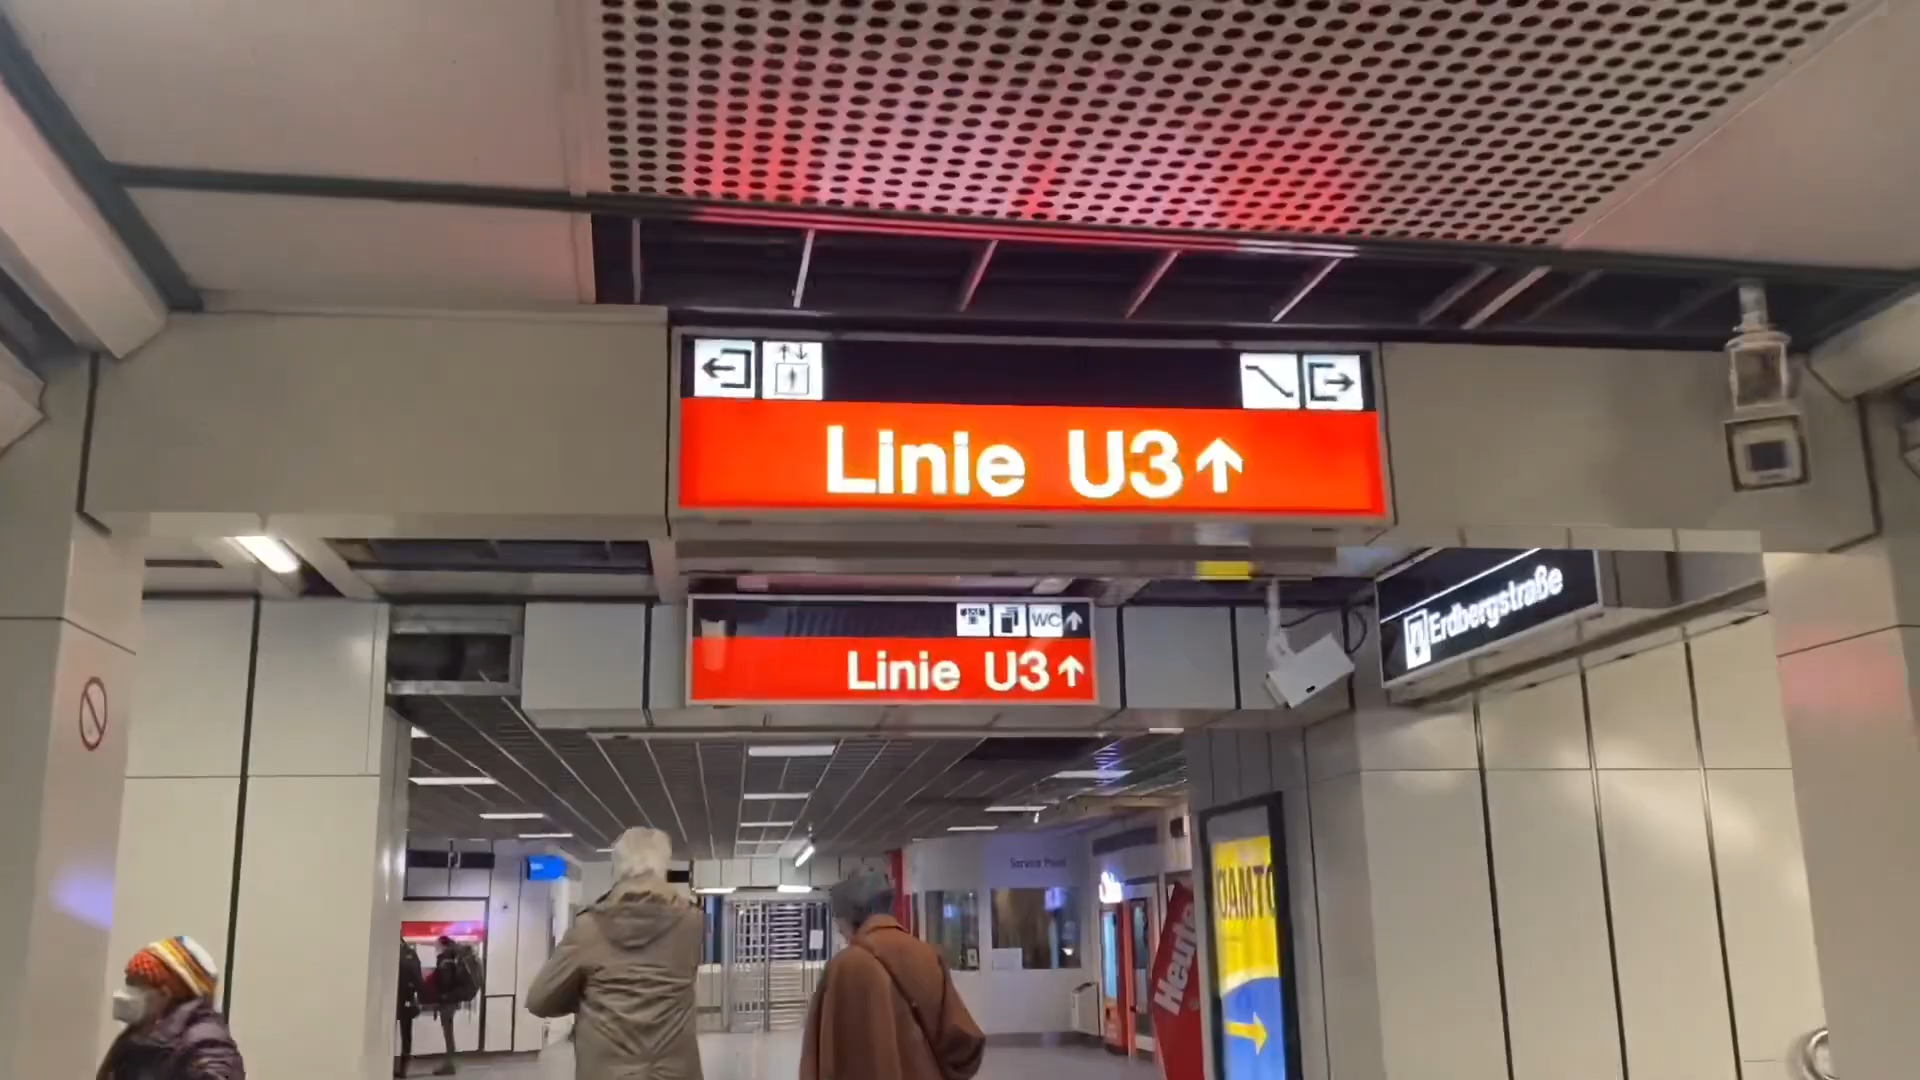 Linie U3↑
WC↑
Linie U3↑
Erdbergstraße
Service Point
Heute